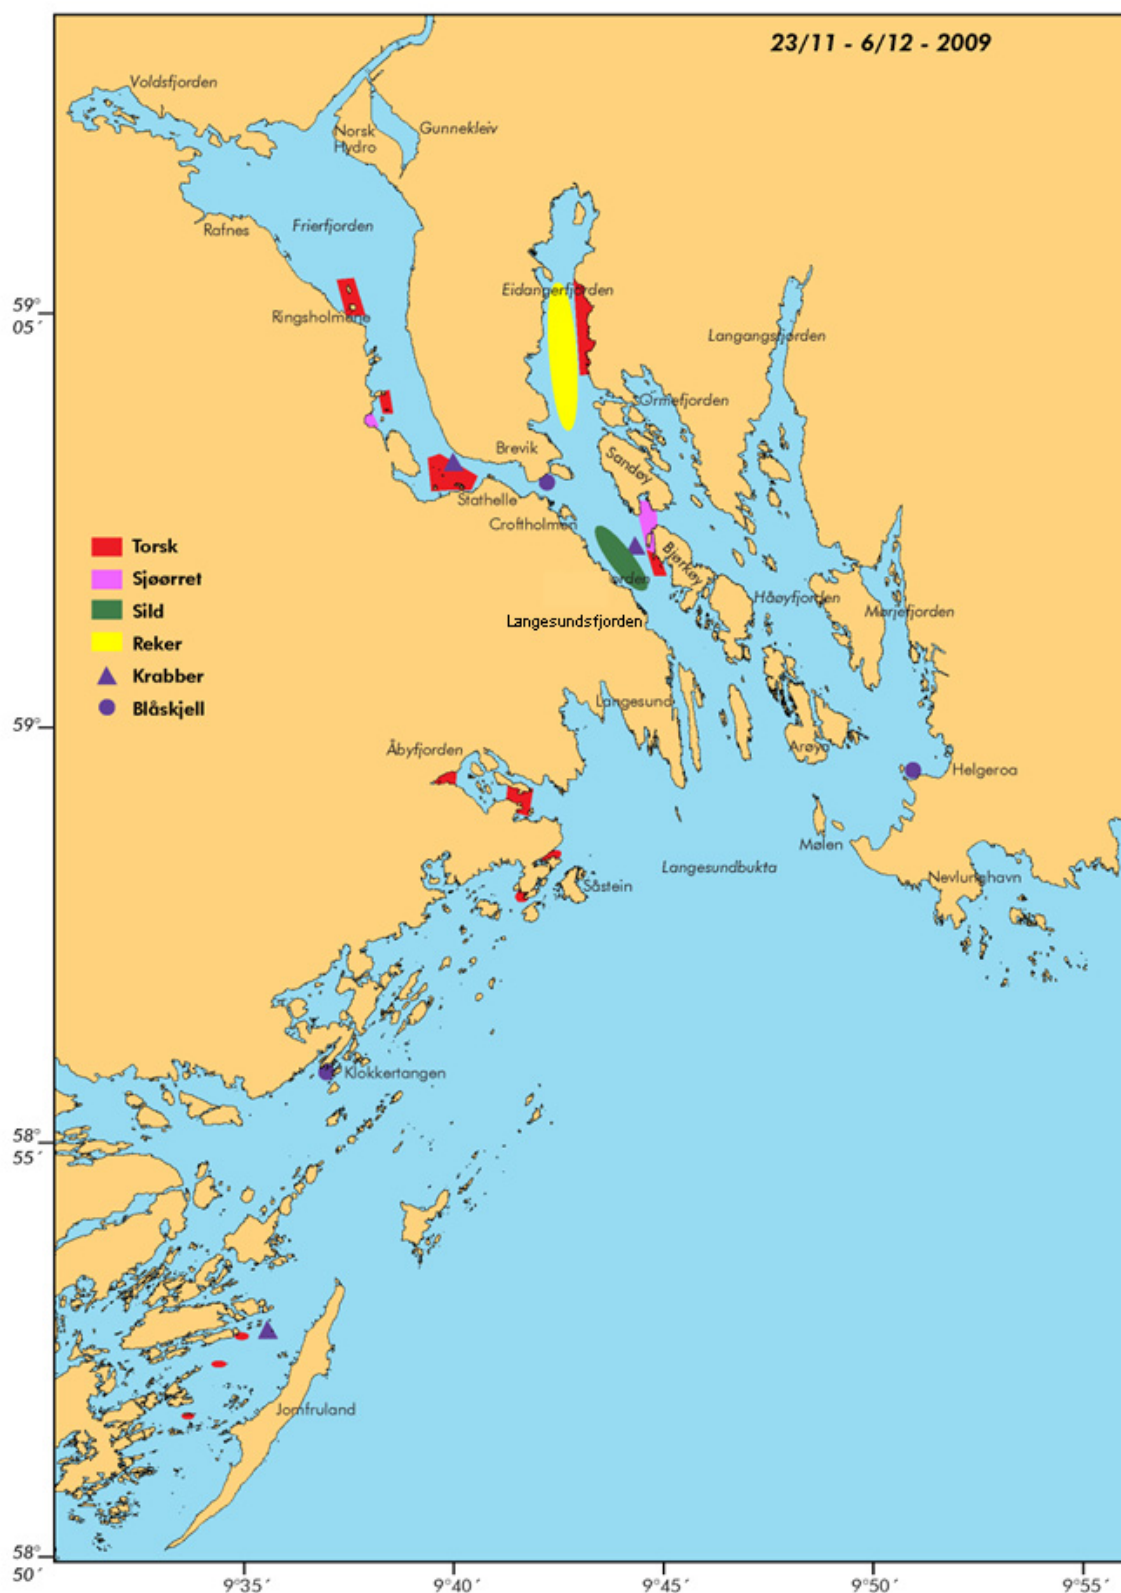 23/11 - 6/12 - 2009
Voldsfjorden
Norsk
Hydro
Gunnekleiv
Rafnes
Frierfjorden
Eidangerfjorden
59°
05´
Ringsholmene
Langangsfjorden
Ormefjorden
Brevik
Sandøy
Stathelle
Croftholmen
Bjørkøy
Torsk
Sjøørret
Sild
Reker
Krabber
Blåskjell
orden
Håøyfjorden
Mørjefjorden
Langesundsfjorden
Langesund
59°
Åbyfjorden
Arøya
Helgeroa
Mølen
Langesundbukta
Såstein
Nevlunghavn
Klokkertangen
58°
55´
Jomfruland
58°
50´
9°35´
9°40´
9°45´
9°50´
9°55´